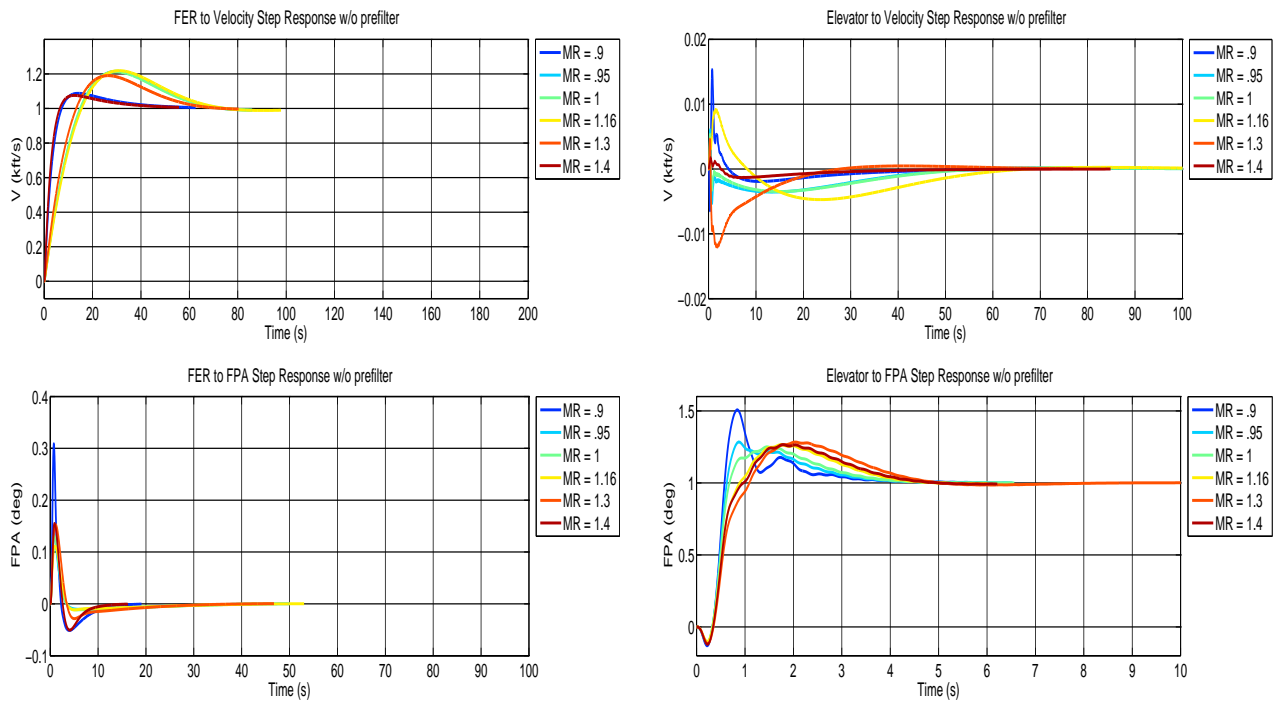 FER to Velocity Step Response w/o prefilter
V (kft/s)
1.2
1
0.8
0.6
0.4
0.2
0
0 20 40 60 80 100 120 140 160 180 200
Time (s)
MR = .9
MR = .95
MR = 1
MR = 1.16
MR = 1.3
MR = 1.4
Elevator to Velocity Step Response w/o prefilter
V (kft/s)
0.02
0.01
0
−0.01
−0.02
0 10 20 30 40 50 60 70 80 90 100
Time (s)
MR = .9
MR = .95
MR = 1
MR = 1.16
MR = 1.3
MR = 1.4
FER to FPA Step Response w/o prefilter
FPA (deg)
0.4
0.3
0.2
0.1
0
−0.1
0 10 20 30 40 50 60 70 80 90 100
Time (s)
MR = .9
MR = .95
MR = 1
MR = 1.16
MR = 1.3
MR = 1.4
Elevator to FPA Step Response w/o prefilter
FPA (deg)
1.5
1
0.5
0
0 1 2 3 4 5 6 7 8 9 10
Time (s)
MR = .9
MR = .95
MR = 1
MR = 1.16
MR = 1.3
MR = 1.4